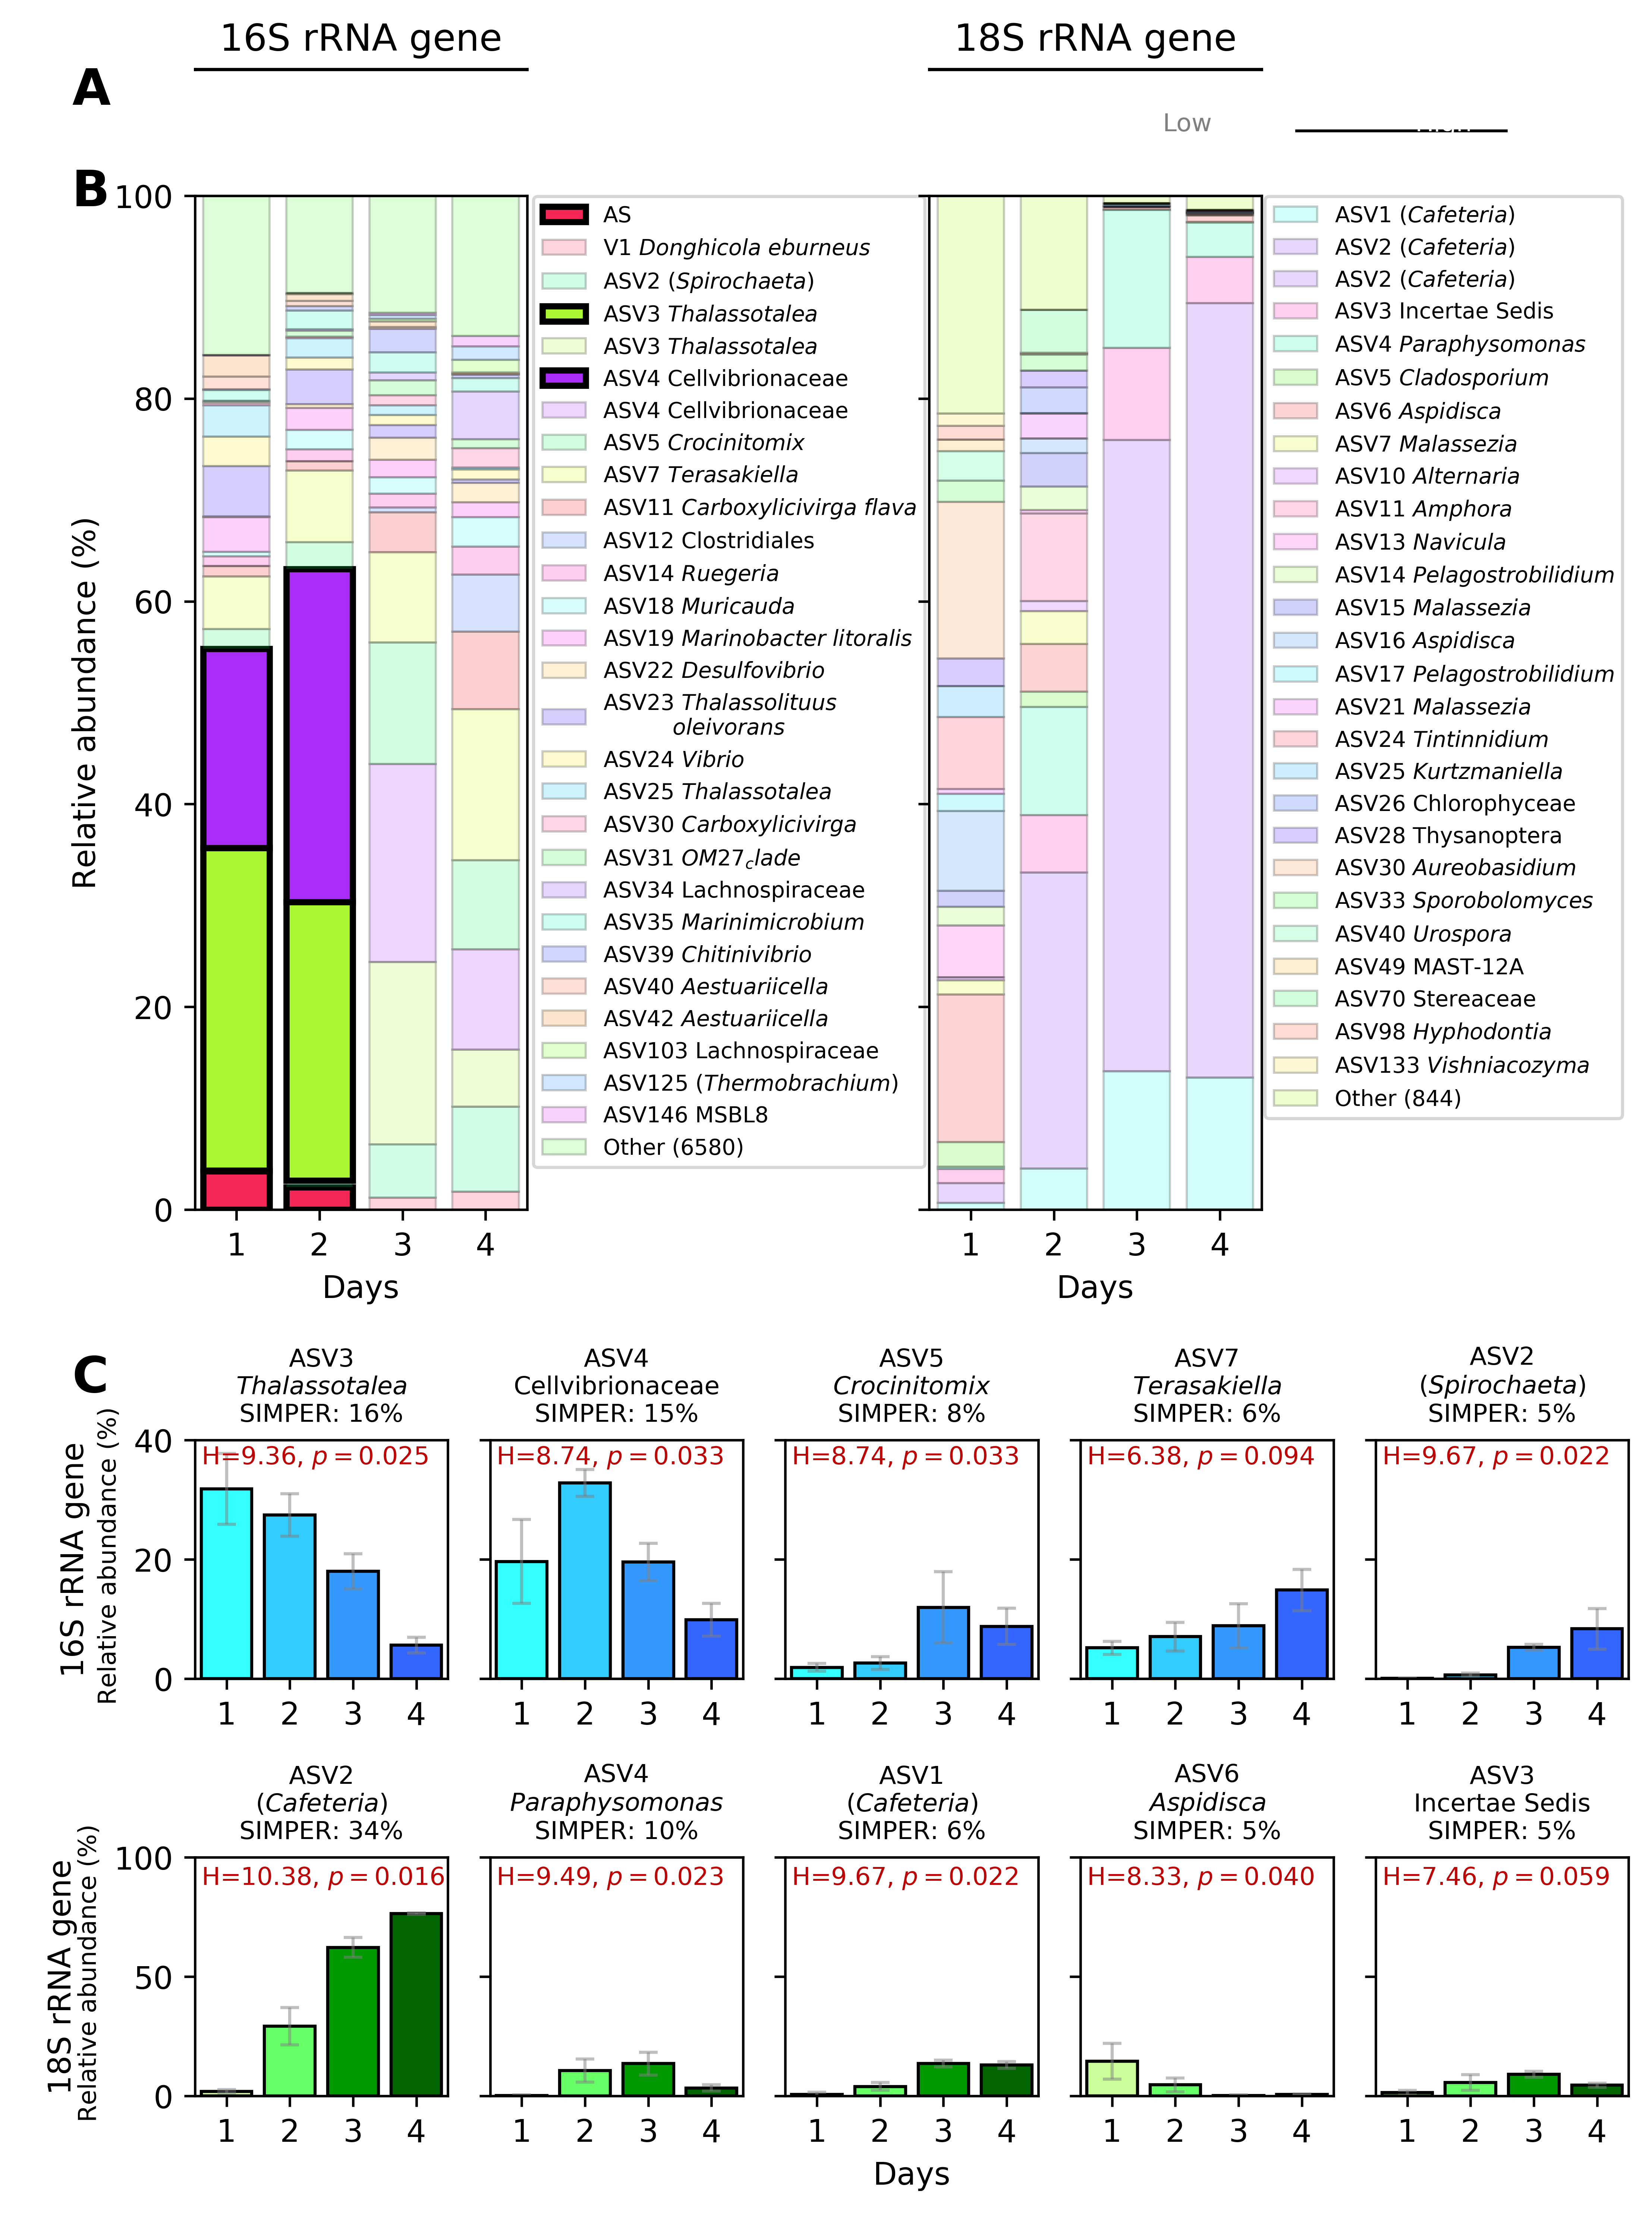 16S rRNA gene
18S rRNA gene
A
Low
B
100
80
60
40
20
0
Relative abundance (%)
1 2 3 4
Days
AS
V1 Donghicola eburneus
ASV2 (Spirochaeta)
ASV3 Thalassotalea
ASV3 Thalassotalea
ASV4 Cellvibrionaceae
ASV4 Cellvibrionaceae
ASV5 Crocinitomix
ASV7 Terasakiella
ASV11 Carboxylicivirga flava
ASV12 Clostridiales
ASV14 Ruegeria
ASV18 Muricauda
ASV19 Marinobacter litoralis
ASV22 Desulfovibrio
ASV23 Thalassolituus
oleivorans
ASV24 Vibrio
ASV25 Thalassotalea
ASV30 Carboxylicivirga
ASV31 OM27clade
ASV34 Lachnospiraceae
ASV35 Marinimicrobium
ASV39 Chitinivibrio
ASV40 Aestuariicella
ASV42 Aestuariicella
ASV103 Lachnospiraceae
ASV125 (Thermobrachium)
ASV146 MSBL8
Other (6580)
1 2 3 4
Days
ASV1 (Cafeteria)
ASV2 (Cafeteria)
ASV2 (Cafeteria)
ASV3 Incertae Sedis
ASV4 Paraphysomonas
ASV5 Cladosporium
ASV6 Aspidisca
ASV7 Malassezia
ASV10 Alternaria
ASV11 Amphora
ASV13 Navicula
ASV14 Pelagostrobilidium
ASV15 Malassezia
ASV16 Aspidisca
ASV17 Pelagostrobilidium
ASV21 Malassezia
ASV24 Tintinnidium
ASV25 Kurtzmaniella
ASV26 Chlorophyceae
ASV28 Thysanoptera
ASV30 Aureobasidium
ASV33 Sporobolomyces
ASV40 Urospora
ASV49 MAST-12A
ASV70 Stereaceae
ASV98 Hyphodontia
ASV133 Vishniacozyma
Other (844)
C
16S rRNA gene
Relative abundance (%)
40
20
0
ASV3
Thalassotalea
SIMPER: 16%
H=9.36, p = 0.025
1 2 3 4
ASV4
Cellvibrionaceae
SIMPER: 15%
H=8.74, p = 0.033
1 2 3 4
ASV5
Crocinitomix
SIMPER: 8%
H=8.74, p = 0.033
1 2 3 4
ASV7
Terasakiella
SIMPER: 6%
H=6.38, p = 0.094
1 2 3 4
ASV2
(Spirochaeta)
SIMPER: 5%
H=9.67, p = 0.022
1 2 3 4
18S rRNA gene
Relative abundance (%)
100
50
0
ASV2
(Cafeteria)
SIMPER: 34%
H=10.38, p = 0.016
1 2 3 4
ASV4
Paraphysomonas
SIMPER: 10%
H=9.49, p = 0.023
1 2 3 4
ASV1
(Cafeteria)
SIMPER: 6%
H=9.67, p = 0.022
1 2 3 4
ASV6
Aspidisca
SIMPER: 5%
H=8.33, p = 0.040
1 2 3 4
ASV3
Incertae Sedis
SIMPER: 5%
H=7.46, p = 0.059
1 2 3 4
Days